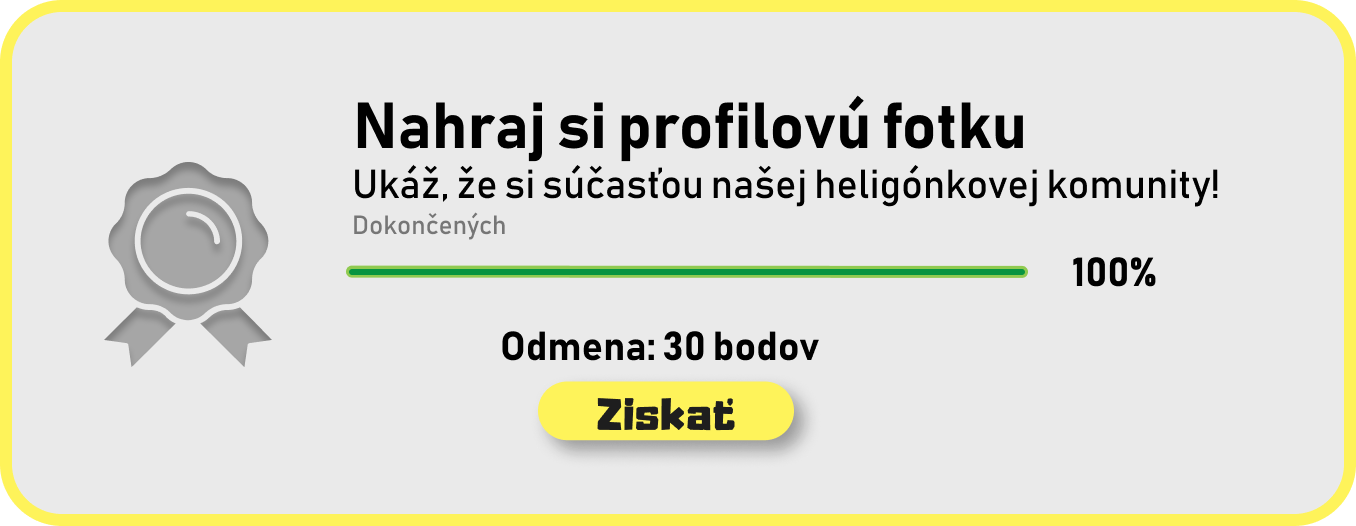 Nahraj si profilovú fotku
Ukáž, že si súčasťou našej heligónkovej komunity!
Dokončených
100%
Odmena: 30 bodov
Získať